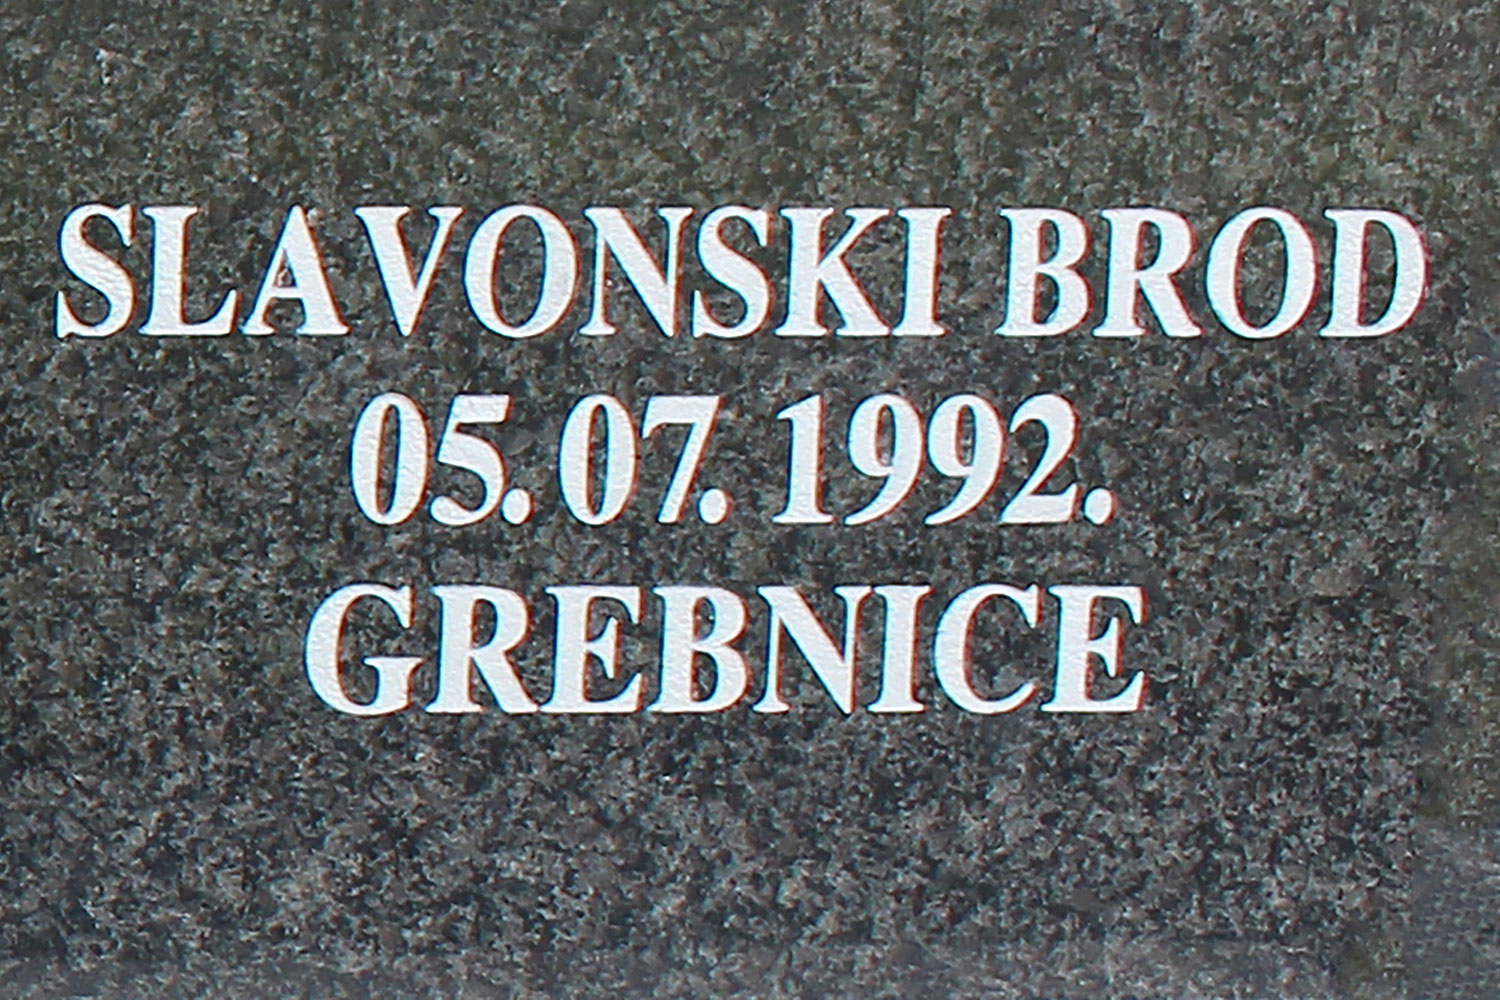 SLAVONSKI BROD
05. 07. 1992.
GREBNICE